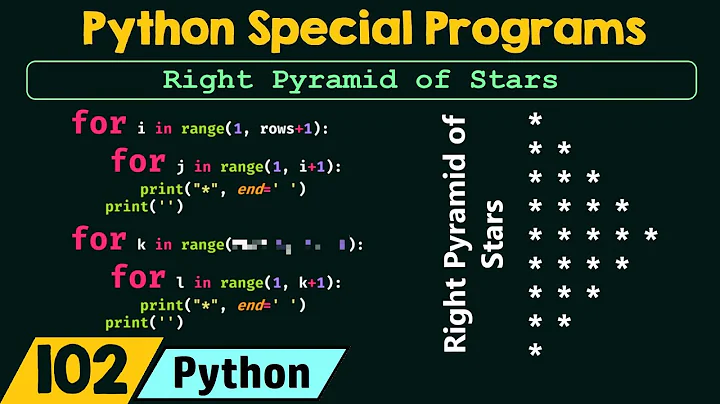 Python Special Programs
Right Pyramid of Stars
for i in range(1, rows+1):
for j in range(1, i+1):
print("*", end=' ')
print('')
for k in range( ):
for l in range(1, k+1):
print("*", end=' ')
print('')
Right Pyramid of
Stars
*
* *
* * *
* * * *
* * * * *
* * * *
* * *
* *
*
102 Python